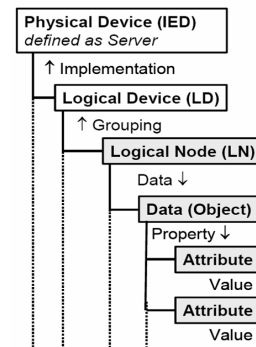 Physical Device (IED)
defined as Server
↑ Implementation
Logical Device (LD)
↑ Grouping
Logical Node (LN)
Data ↓
Data (Object)
Property ↓
Attribute
Value
Attribute
Value